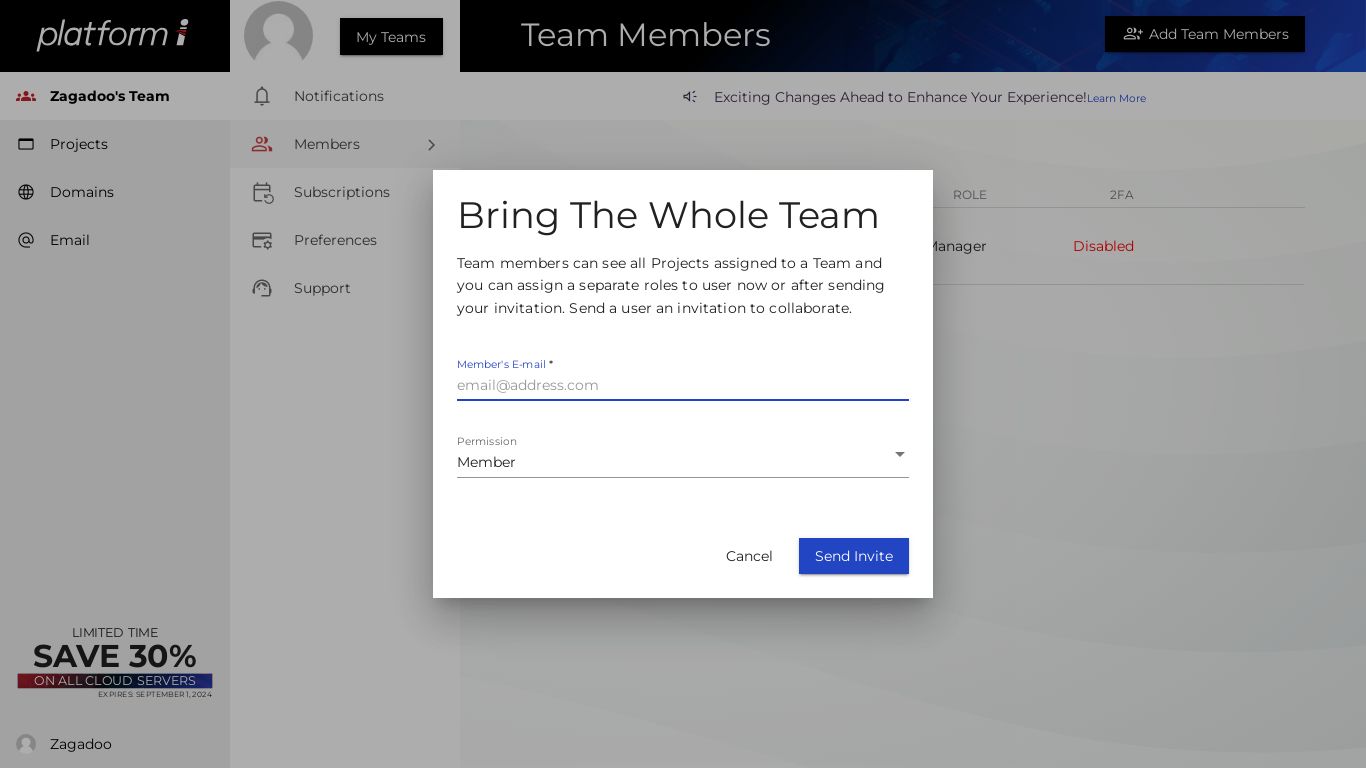 platform i
My Teams
Team Members
Add Team Members
Zagadoo's Team
Notifications
Exciting Changes Ahead to Enhance Your Experience!Learn More
Projects
Members
Domains
Subscriptions
Email
Preferences
Support
ROLE
2FA
Manager
Disabled
Bring The Whole Team
Team members can see all Projects assigned to a Team and
you can assign a separate roles to user now or after sending
your invitation. Send a user an invitation to collaborate.
Member's E-mail *
email@address.com
Permission
Member
Cancel
Send Invite
LIMITED TIME
SAVE 30%
ON ALL CLOUD SERVERS
EXPIRES: SEPTEMBER 1, 2024
Zagadoo